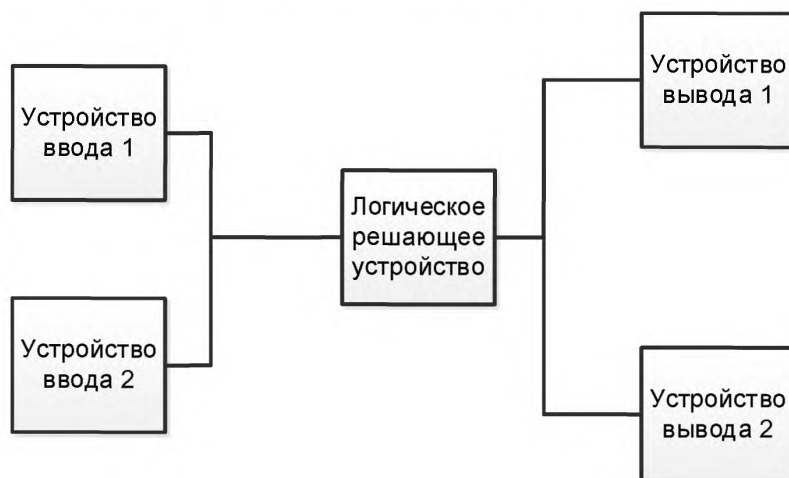 Устройство
ввода 1
Устройство
ввода 2
Логическое
решающее
устройство
Устройство
вывода 1
Устройство
вывода 2